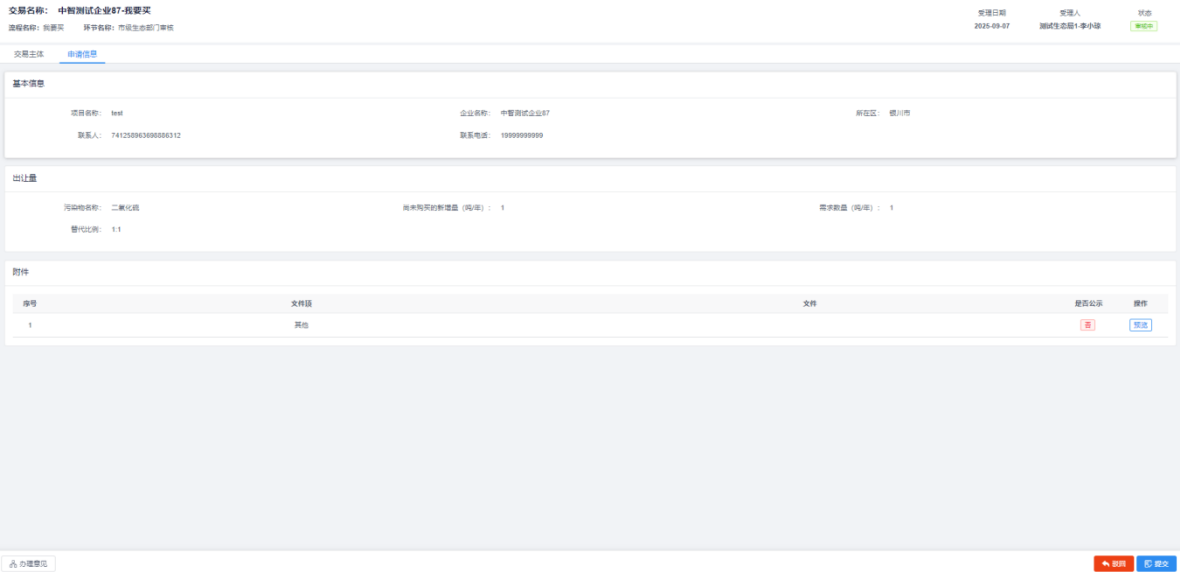 交易名称： 中智测试企业87-我要买
流程名称： 我要买 环节名称： 市级生态部门审核
受理日期 受理人 状态
2025-09-07 测试生态局1-李小琼 审核中
交易主体 申请信息
基本信息
项目名称： test 企业名称： 中智测试企业87 所在区： 银川市
联系人： 741258963698886312 联系电话： 19999999999
出让量
污染物名称： 二氧化硫 尚未购买的新增量（吨/年）： 1 需求数量（吨/年）： 1
替代比例： 1:1
附件
序号 文件项 文件 是否公示 操作
1 其他 否 预览
办理意见 驳回 提交